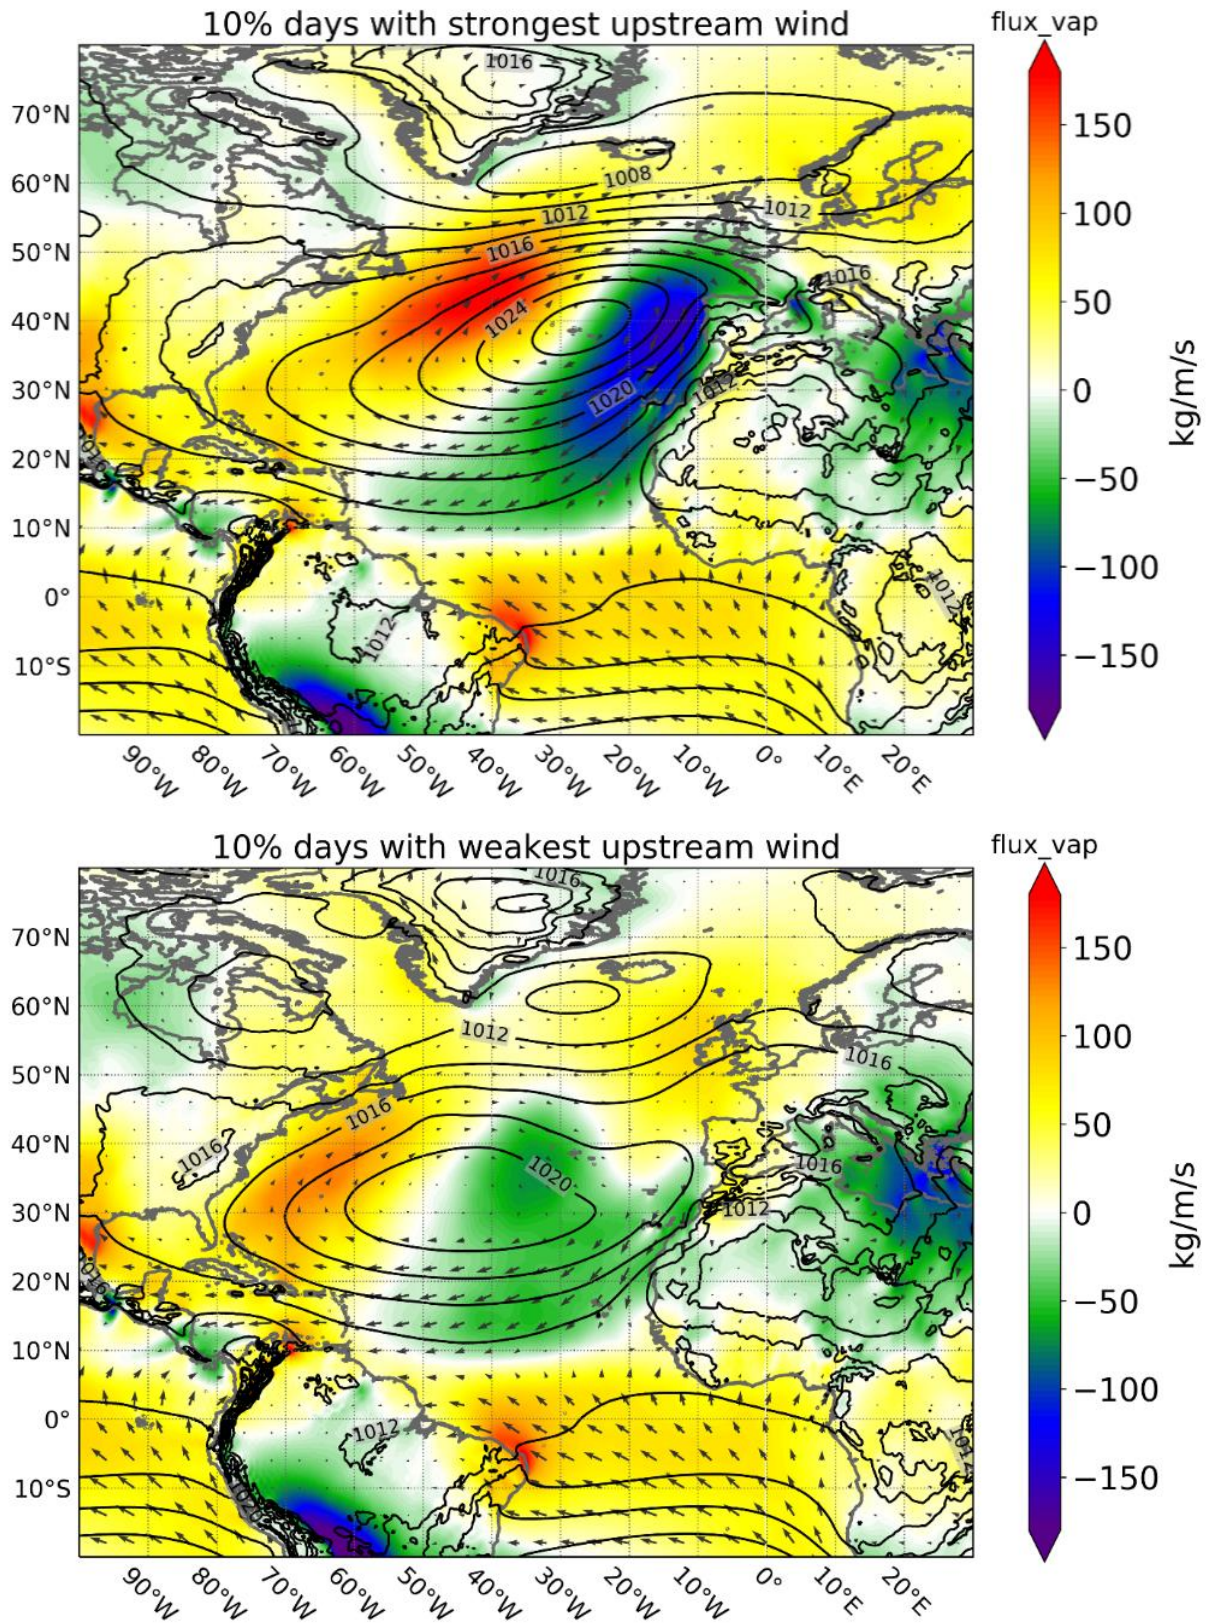 10% days with strongest upstream wind
flux_vap
1016
70°N
60°N
50°N
40°N
30°N
20°N
10°N
0°
10°S
1008
1012
1012
1016
1016
1024
1020
1012
1016
1012
1012
150
100
50
0
−50
−100
−150
kg/m/s
90°W
80°W
70°W
60°W
50°W
40°W
30°W
20°W
10°W
0°
10°E
20°E
10% days with weakest upstream wind
flux_vap
1016
70°N
60°N
50°N
40°N
30°N
20°N
10°N
0°
10°S
1012
1016
1016
1016
1020
1016
1012
1016
1012
1012
1020
150
100
50
0
−50
−100
−150
kg/m/s
90°W
80°W
70°W
60°W
50°W
40°W
30°W
20°W
10°W
0°
10°E
20°E